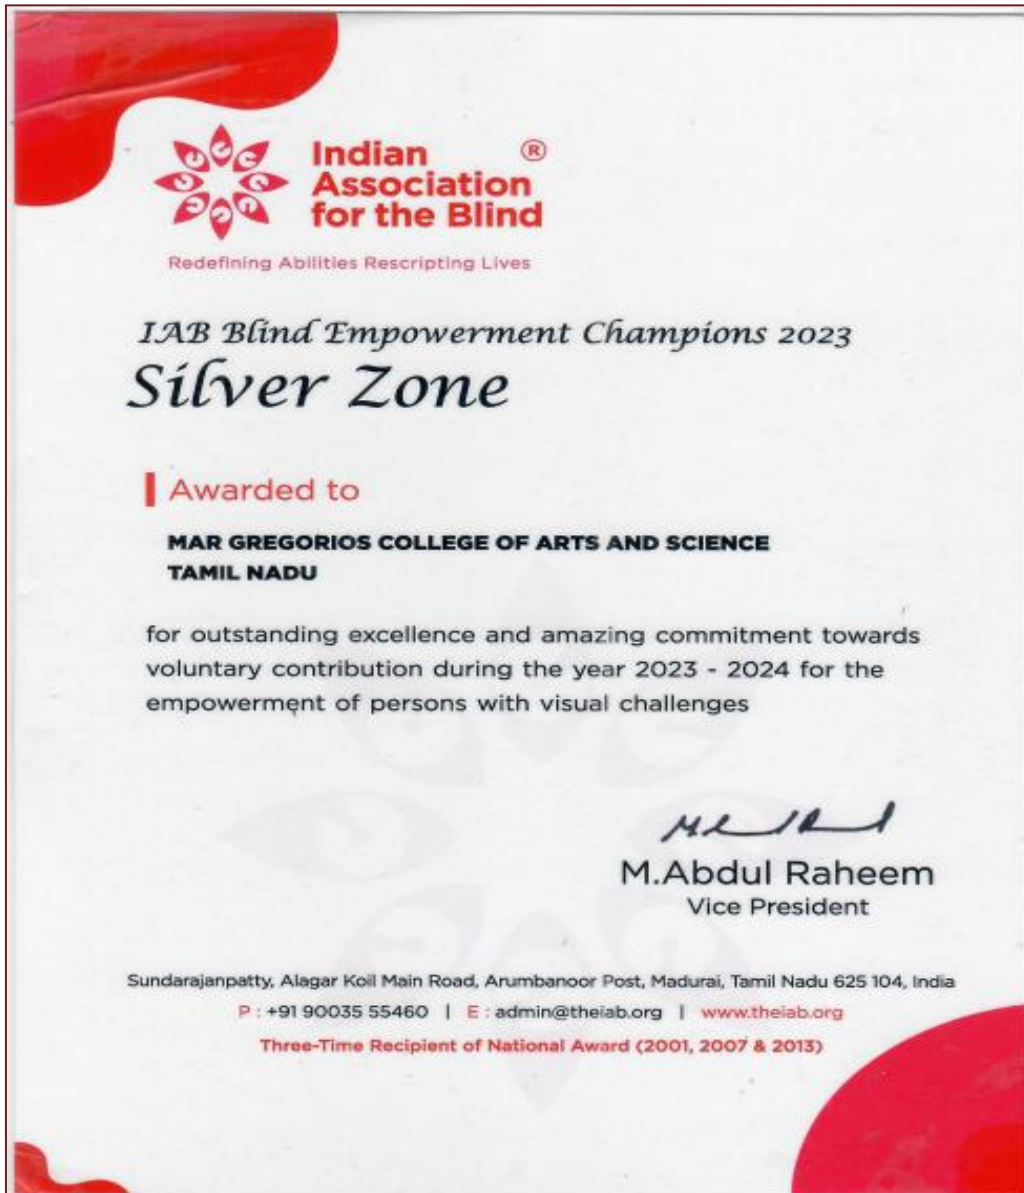 Indian ®
Association
for the Blind
Redefining Abilities Rescripting Lives
IAB Blind Empowerment Champions 2023
Silver Zone
Awarded to
MAR GREGORIOS COLLEGE OF ARTS AND SCIENCE
TAMIL NADU
for outstanding excellence and amazing commitment towards
voluntary contribution during the year 2023 - 2024 for the
empowerment of persons with visual challenges
M.Abdul Raheem
Vice President
Sundarajanpatty, Alagar Koil Main Road, Arumbanoor Post, Madurai, Tamil Nadu 625 104, India
P : +91 90035 55460 | E : admin@theiab.org | www.theiab.org
Three-Time Recipient of National Award (2001, 2007 & 2013)